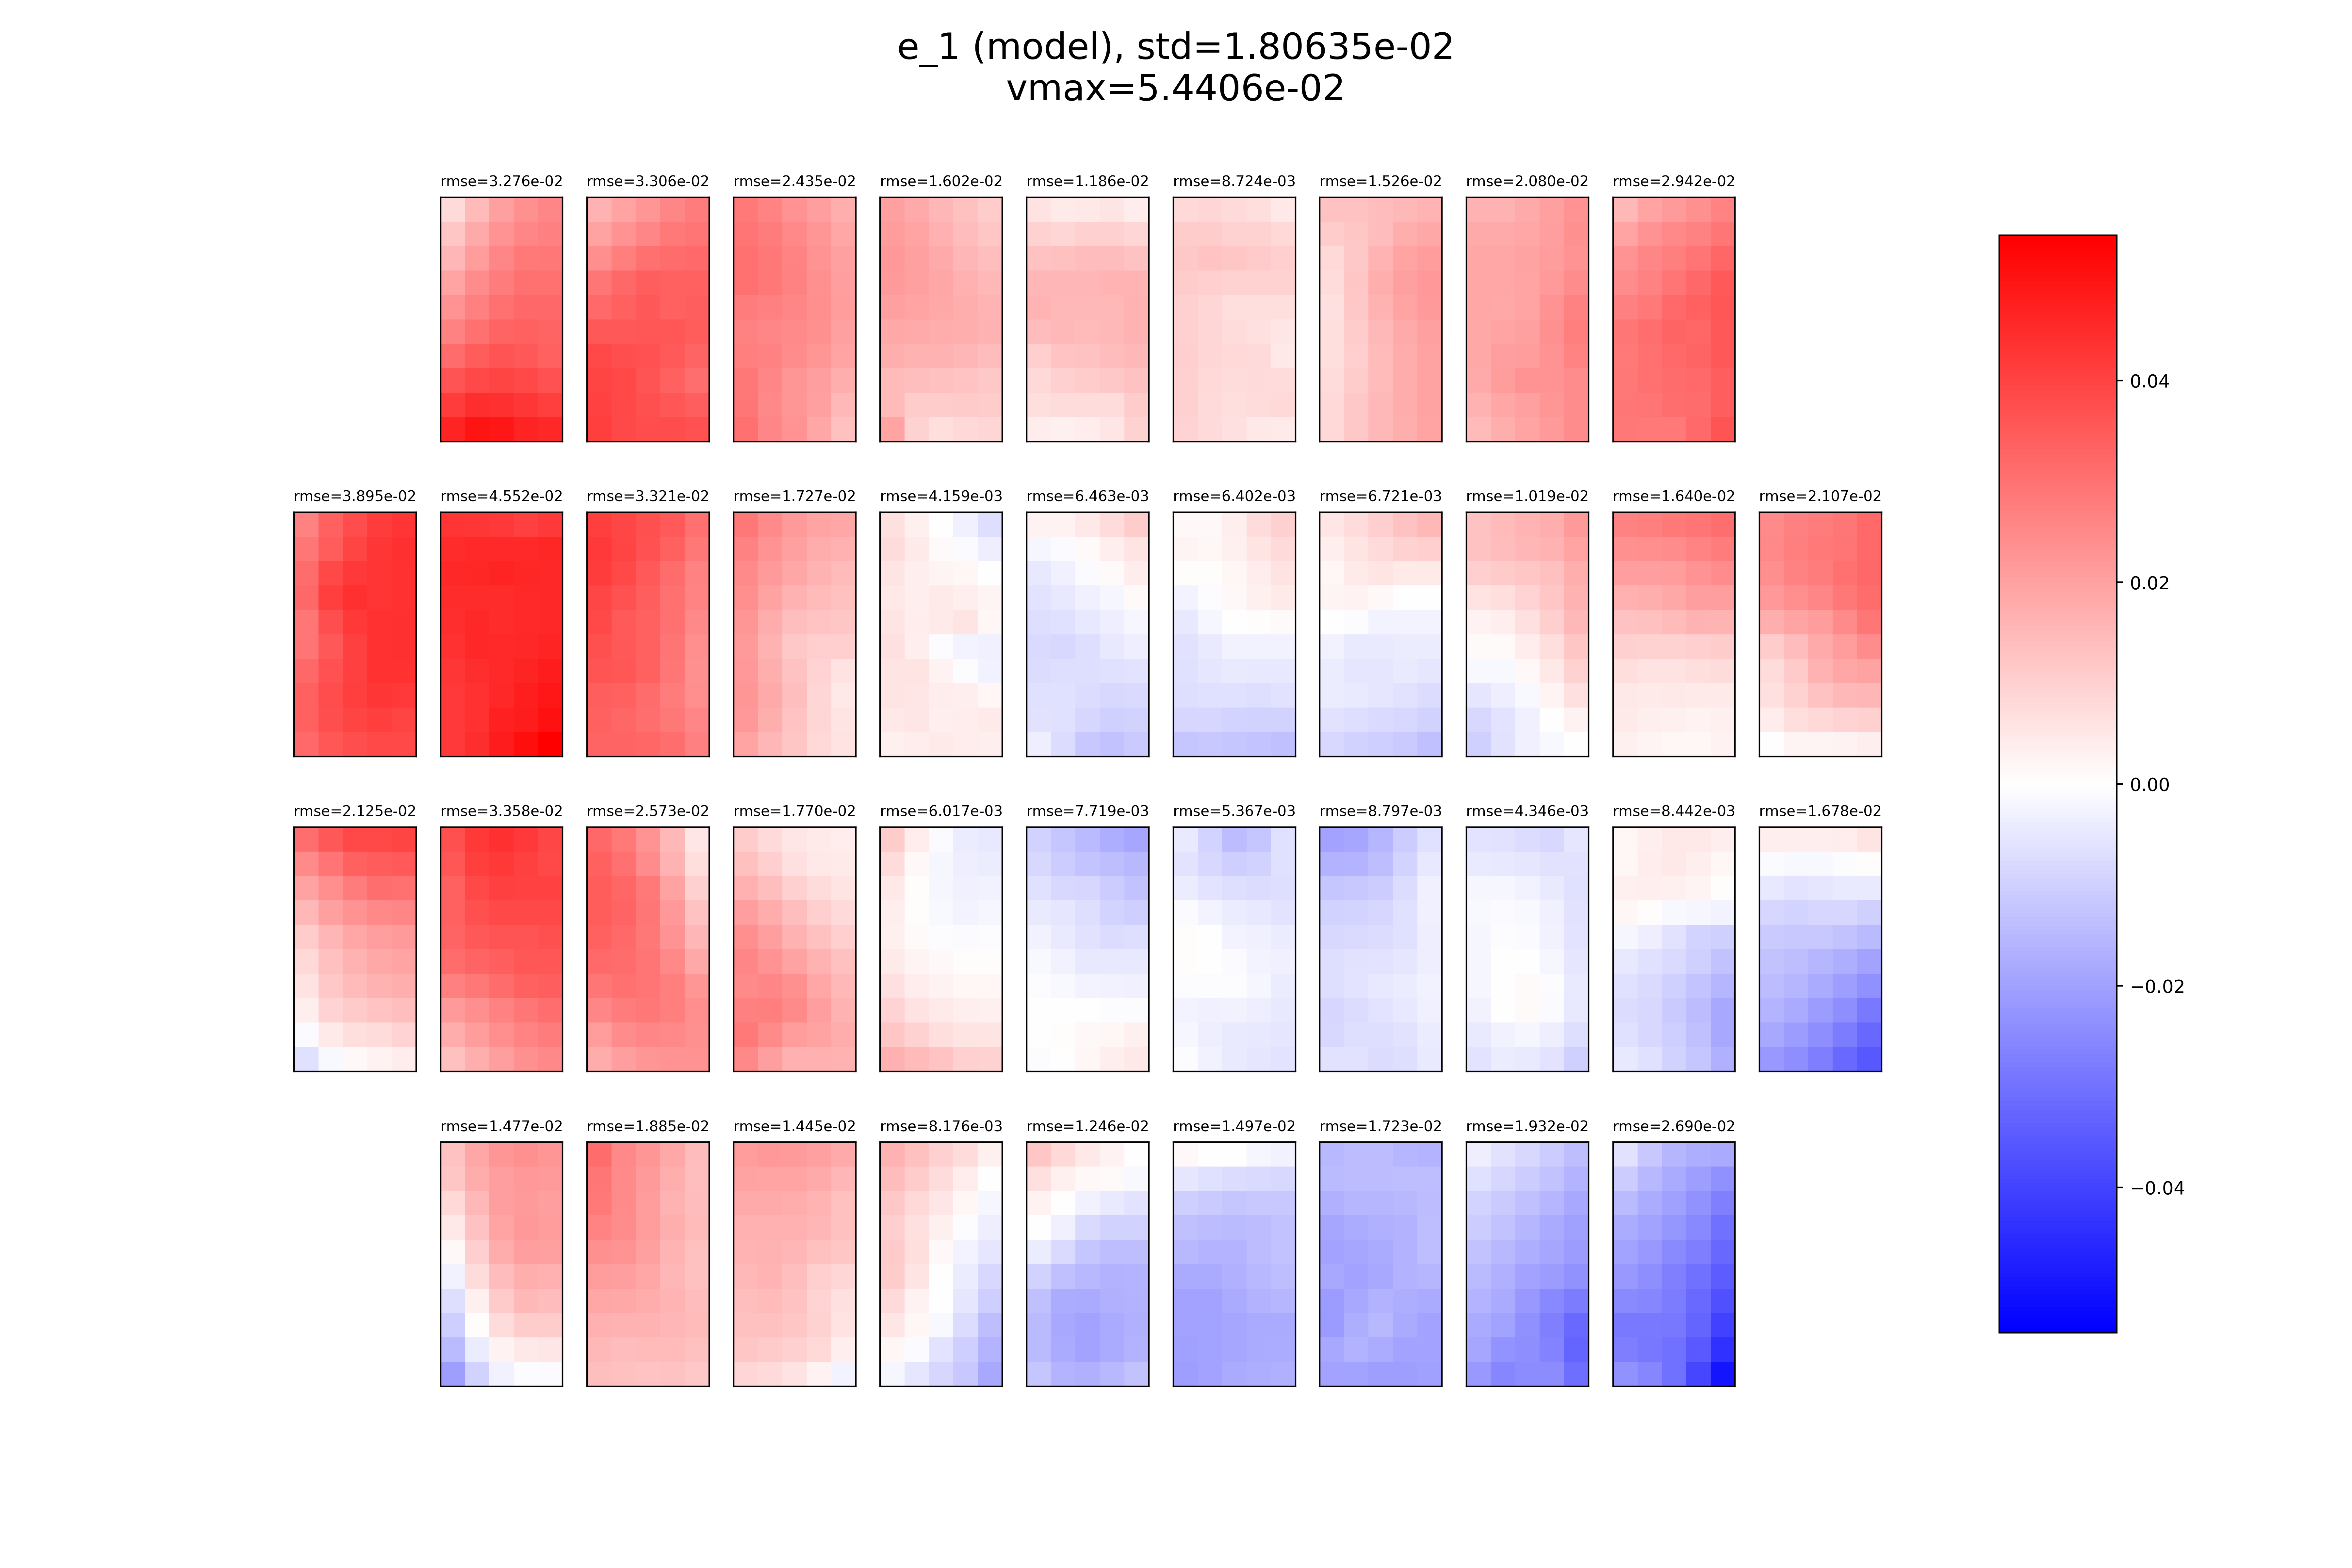 e_1 (model), std=1.80635e-02
vmax=5.4406e-02
rmse=3.276e-02 rmse=3.306e-02 rmse=2.435e-02 rmse=1.602e-02 rmse=1.186e-02 rmse=8.724e-03 rmse=1.526e-02 rmse=2.080e-02 rmse=2.942e-02
rmse=3.895e-02 rmse=4.552e-02 rmse=3.321e-02 rmse=1.727e-02 rmse=4.159e-03 rmse=6.463e-03 rmse=6.402e-03 rmse=6.721e-03 rmse=1.019e-02 rmse=1.640e-02 rmse=2.107e-02
rmse=2.125e-02 rmse=3.358e-02 rmse=2.573e-02 rmse=1.770e-02 rmse=6.017e-03 rmse=7.719e-03 rmse=5.367e-03 rmse=8.797e-03 rmse=4.346e-03 rmse=8.442e-03 rmse=1.678e-02
rmse=1.477e-02 rmse=1.885e-02 rmse=1.445e-02 rmse=8.176e-03 rmse=1.246e-02 rmse=1.497e-02 rmse=1.723e-02 rmse=1.932e-02 rmse=2.690e-02
0.04
0.02
0.00
−0.02
−0.04